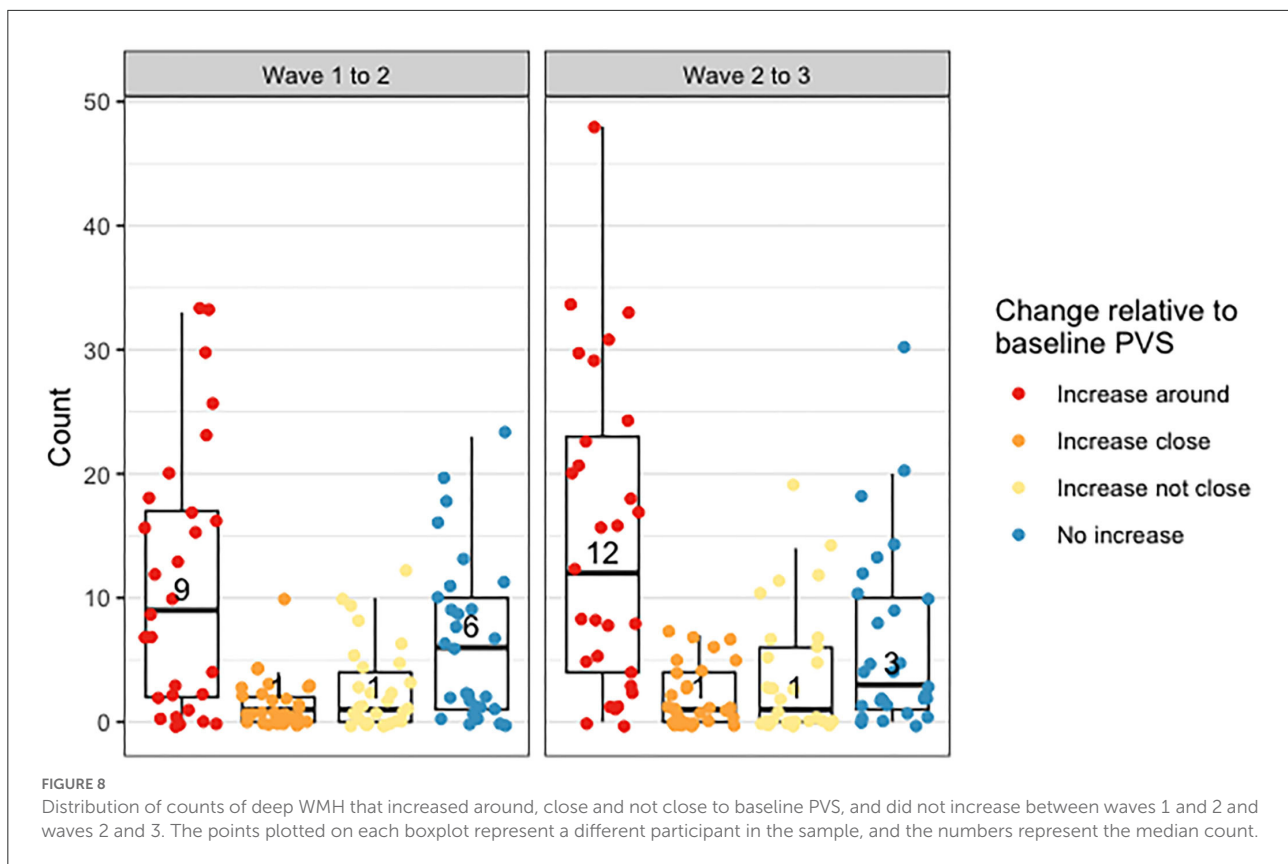 Wave 1 to 2
Wave 2 to 3
50
40
30
20
10
0
Count
9
1
1
6
12
1
1
3
Change relative to
baseline PVS
Increase around
Increase close
Increase not close
No increase
FIGURE 8
Distribution of counts of deep WMH that increased around, close and not close to baseline PVS, and did not increase between waves 1 and 2 and
waves 2 and 3. The points plotted on each boxplot represent a different participant in the sample, and the numbers represent the median count.